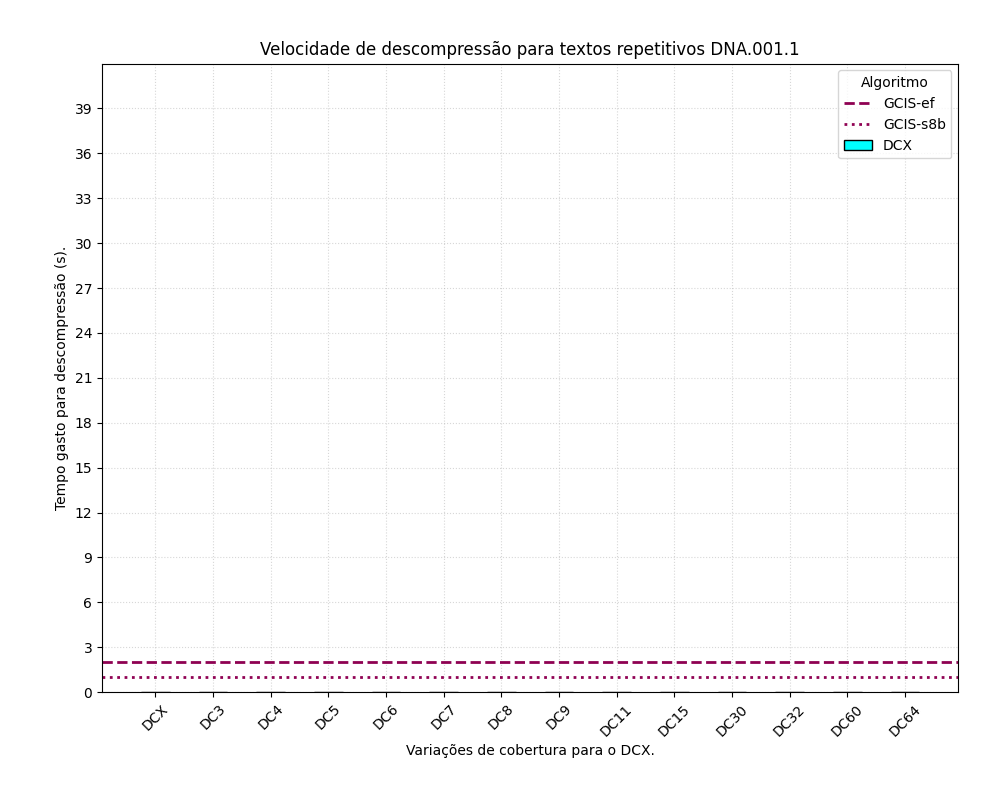 Velocidade de descompressão para textos repetitivos DNA.001.1
Algoritmo
GCIS-ef
GCIS-s8b
DCX
Tempo gasto para descompressão (s).
39
36
33
30
27
24
21
18
15
12
9
6
3
0
DCX
DC3
DC4
DC5
DC6
DC7
DC8
DC9
DC11
DC15
DC30
DC32
DC60
DC64
Variações de cobertura para o DCX.